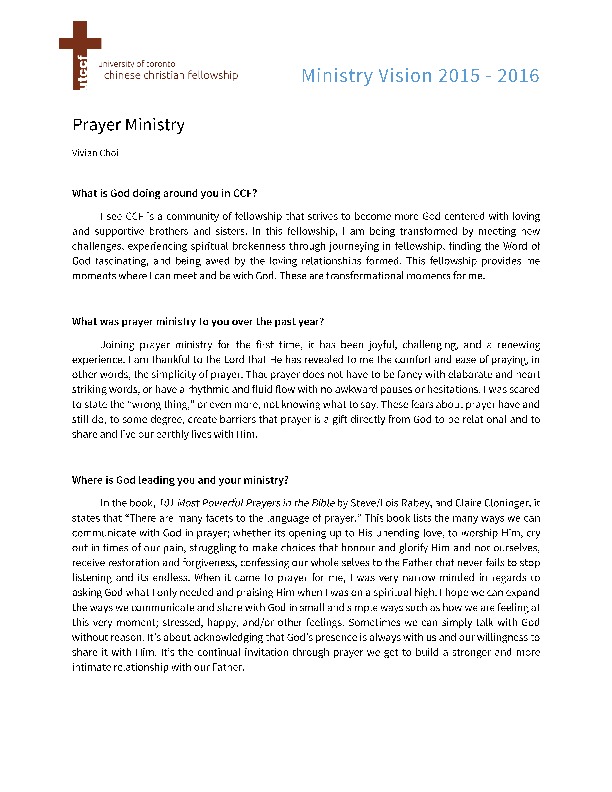 utccf
university of toronto
chinese christian fellowship
Ministry Vision 2015 - 2016
Prayer Ministry
Vivian Choi
What is God doing around you in CCF?
I see CCF is a community of fellowship that strives to become more God centered with loving
and supportive brothers and sisters. In this fellowship, I am being transformed by meeting new
challenges, experiencing spiritual brokenness through journeying in fellowship, finding the Word of
God fascinating, and being awed by the loving relationships formed. This fellowship provides me
moments where I can meet and be with God. These are transformational moments for me.
What was prayer ministry to you over the past year?
Joining prayer ministry for the first time, it has been joyful, challenging, and a renewing
experience. I am thankful to the Lord that He has revealed to me the comfort and ease of praying, in
other words, the simplicity of prayer. That prayer does not have to be fancy with elaborate and heart
striking words, or have a rhythmic and fluid flow with no awkward pauses or hesitations. I was scared
to state the “wrong thing,” or even more, not knowing what to say. These fears about prayer have and
still do, to some degree, create barriers that prayer is a gift directly from God to be relational and to
share and live our earthly lives with Him.
Where is God leading you and your ministry?
In the book, 101 Most Powerful Prayers in the Bible by Steve/Lois Rabey, and Claire Cloninger, it
states that “There are many facets to the language of prayer.” This book lists the many ways we can
communicate with God in prayer; whether its opening up to His unending love, to worship Him, cry
out in times of our pain, struggling to make choices that honour and glorify Him and not ourselves,
receive restoration and forgiveness, confessing our whole selves to the Father that never fails to stop
listening and its endless. When it came to prayer for me, I was very narrow minded in regards to
asking God what I only needed and praising Him when I was on a spiritual high. I hope we can expand
the ways we communicate and share with God in small and simple ways such as how we are feeling at
this very moment; stressed, happy, and/or other feelings. Sometimes we can simply talk with God
without reason. It’s about acknowledging that God’s presence is always with us and our willingness to
share it with Him. It’s the continual invitation through prayer we get to build a stronger and more
intimate relationship with our Father.